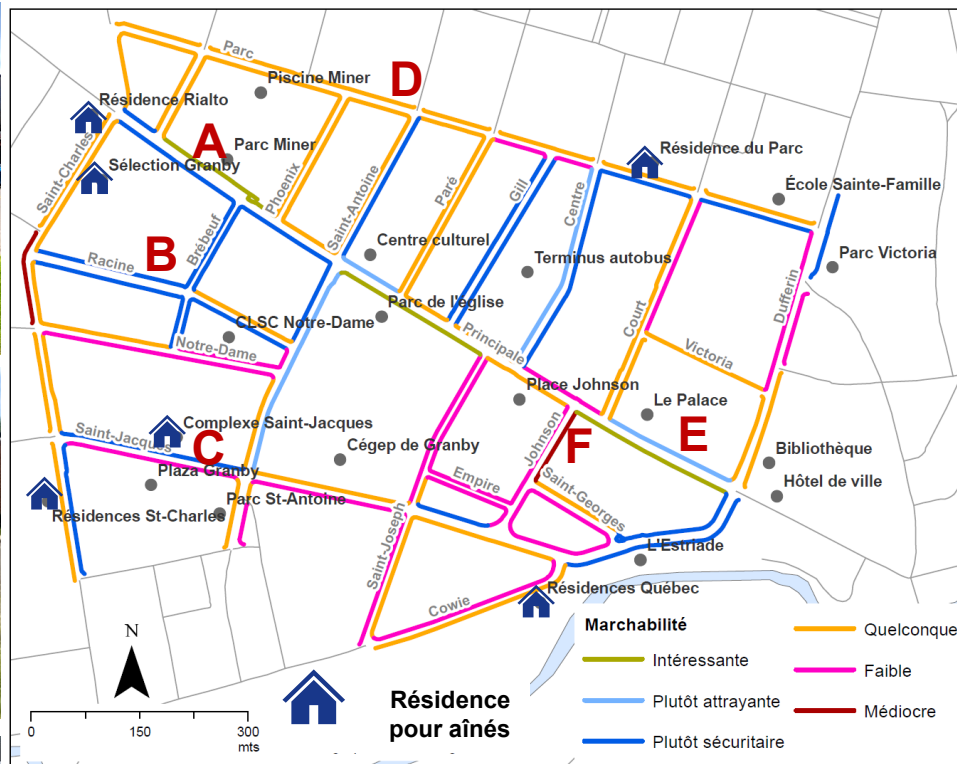 Parc
D
Piscine Miner
Résidence Rialto
A
Parc Miner
Résidence du Parc
Saint-Charles
Sélection Granby
Phoenix
Saint-Antoine
Paré
Gill
Centre
École Sainte-Famille
Brébeuf
B
Racine
Centre culturel
Terminus autobus
Parc Victoria
Dufferin
CLSC Notre-Dame
Parc de l'église
Court
Notre-Dame
Principale
Victoria
Place Johnson
Le Palace
Complexe Saint-Jacques
Saint-Jacques
C
Cégep de Granby
Johnson
F
E
Bibliothèque
Plaza Granby
Empire
Hôtel de ville
Parc St-Antoine
Saint-Georges
Résidences St-Charles
Saint-Joseph
L'Estriade
Cowie
Résidences Québec
N
Marchabilité
Intéressante
Plutôt attrayante
Plutôt sécuritaire
Quelconque
Faible
Médiocre
Résidence
pour aînés
0 150 300
mts